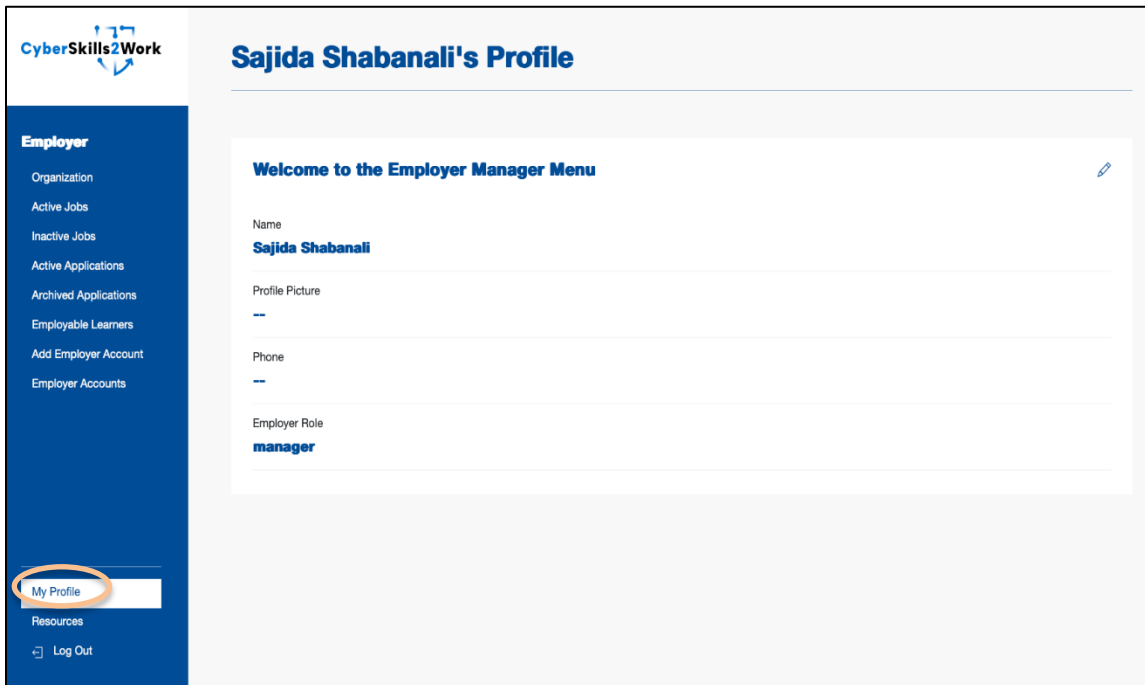 CyberSkills2Work
Sajida Shabanali's Profile
Employer
Organization
Active Jobs
Inactive Jobs
Active Applications
Archived Applications
Employable Learners
Add Employer Account
Employer Accounts
My Profile
Resources
Log Out
Welcome to the Employer Manager Menu
Name
Sajida Shabanali
Profile Picture
--
Phone
--
Employer Role
manager